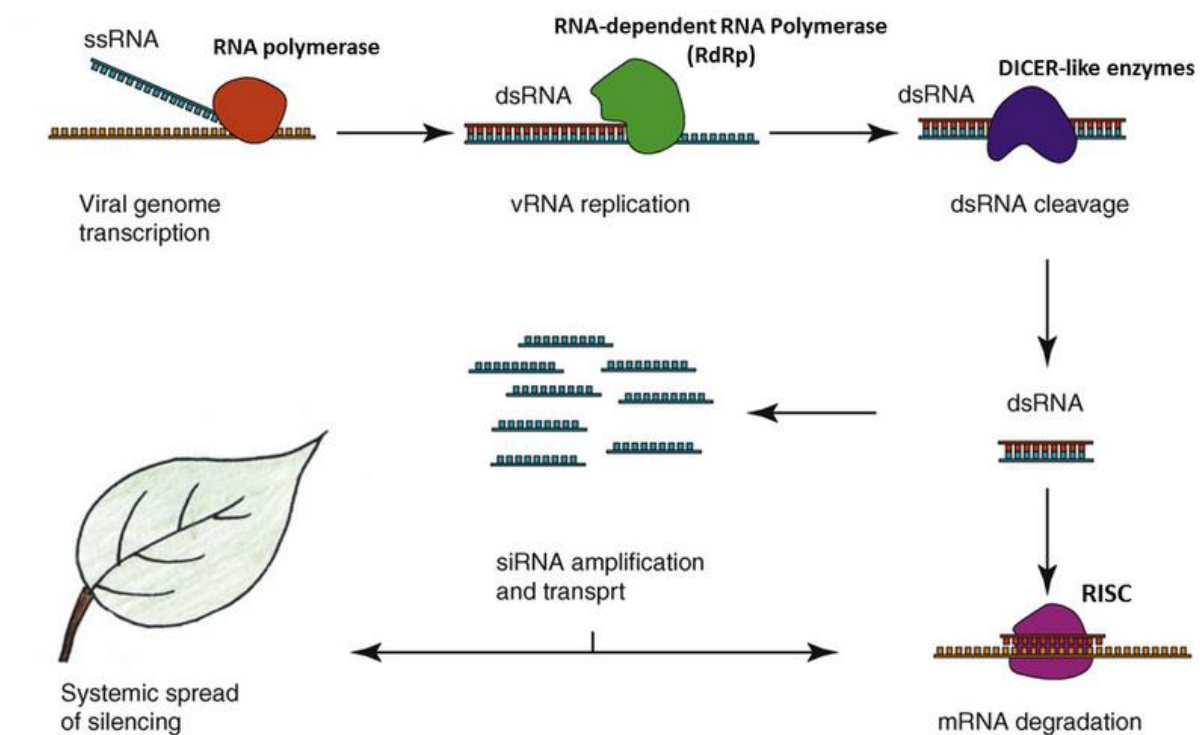 ssRNA
RNA polymerase
Viral genome
transcription
RNA-dependent RNA Polymerase
(RdRp)
dsRNA
vRNA replication
DICER-like enzymes
dsRNA
dsRNA cleavage
dsRNA
siRNA amplification
and transprt
RISC
mRNA degradation
Systemic spread
of silencing